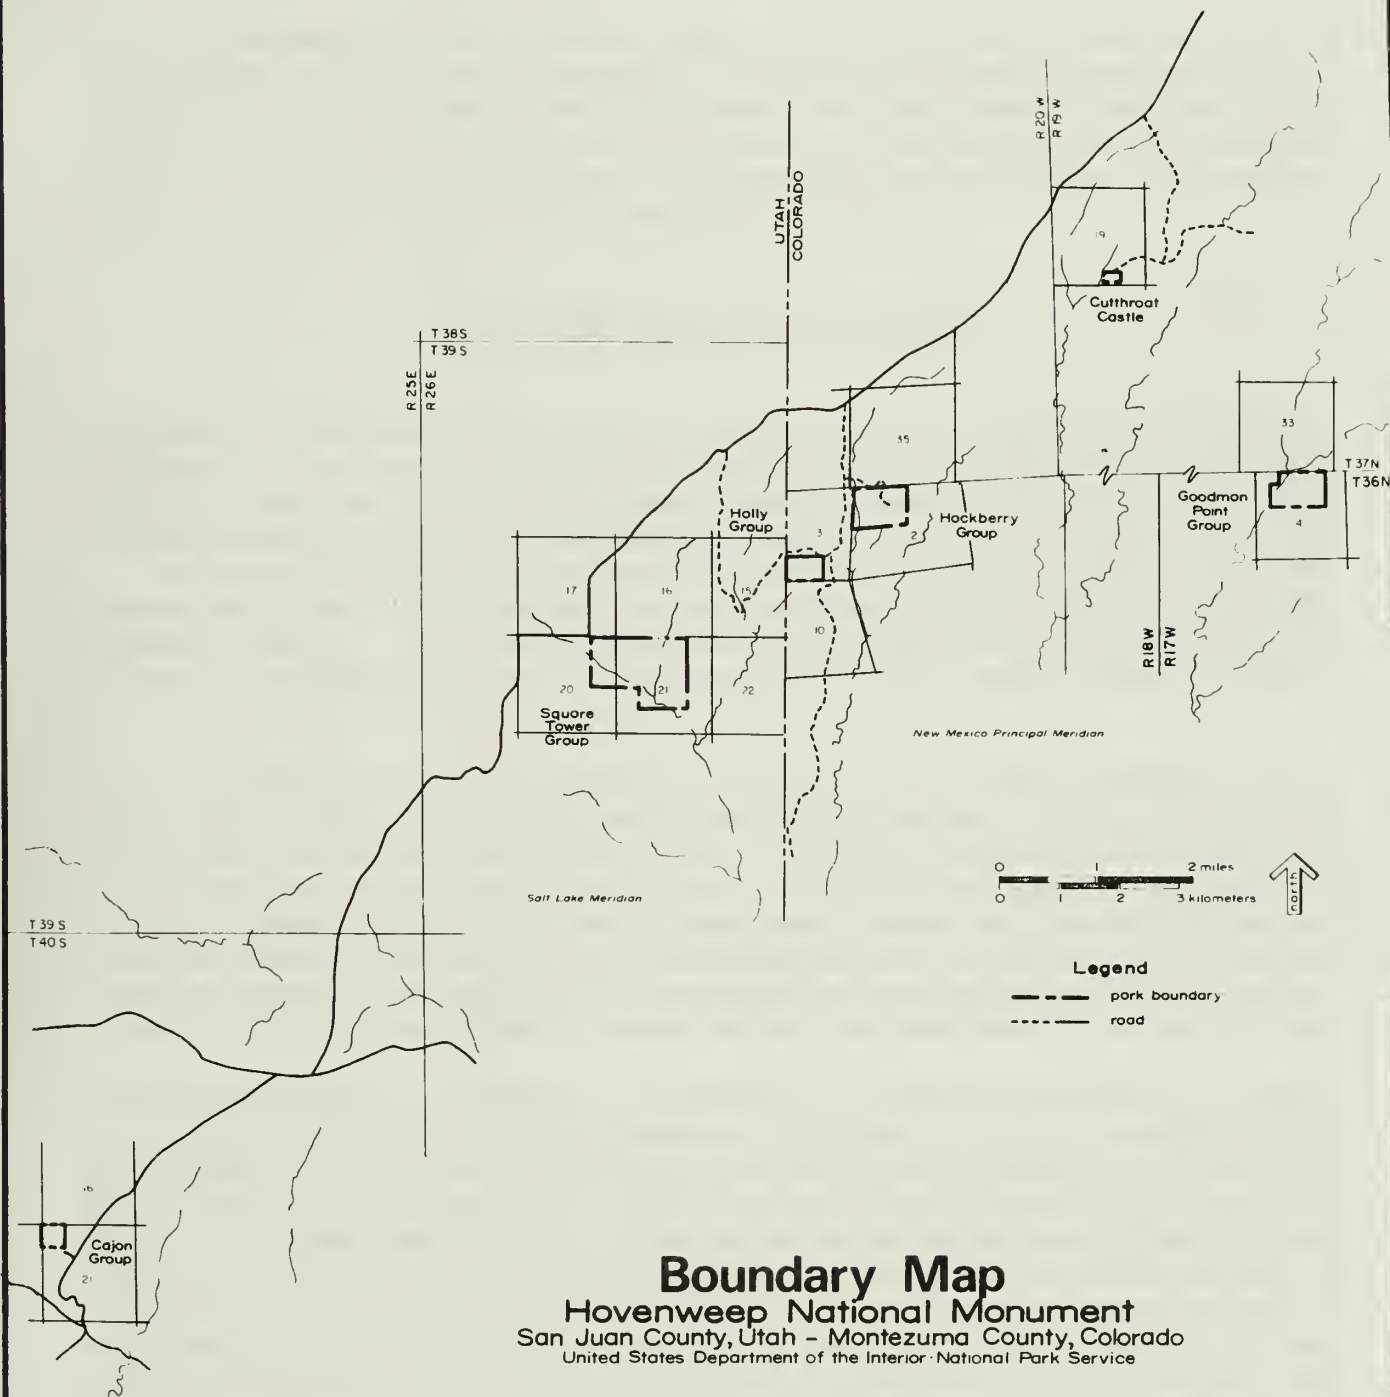 R 20 W
R 19 W
UTAH
COLORADO
19
Cutthroat
Castle
T 38 S
T 39 S
R 25E
R 26E
35
33
T 37N
T 36N
Goodmon
Point
Group
4
Holly
Group
3
2
Hockberry
Group
17
16
15
10
R18W
R17W
20
21
22
Square
Tower
Group
New Mexico Principal Meridian
0 1 2 miles
0 1 2 3 kilometers
north
Salt Lake Meridian
T 39 S
T 40 S
Legend
park boundary
road
16
Cajon
Group
21
Boundary Map
Hovenweep National Monument
San Juan County, Utah – Montezuma County, Colorado
United States Department of the Interior · National Park Service